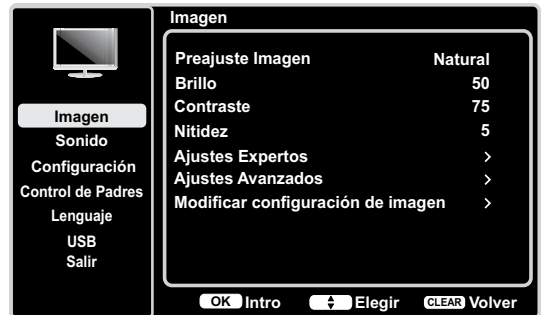 Imagen
Preajuste Imagen Natural
Brillo 50
Contraste 75
Nitidez 5
Ajustes Expertos >
Ajustes Avanzados >
Modificar configuración de imagen >
Imagen
Sonido
Configuración
Control de Padres
Lenguaje
USB
Salir
OK Intro Elegir CLEAR Volver